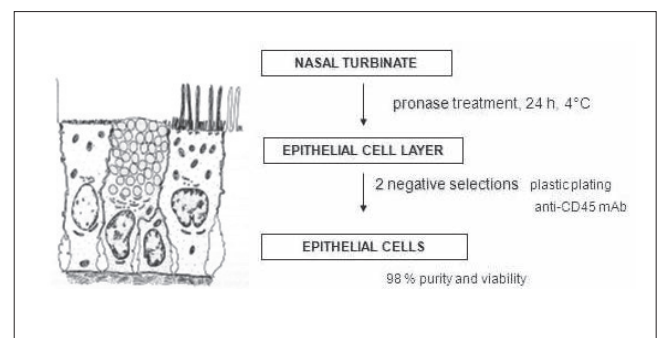 NASAL TURBINATE
pronase treatment, 24 h, 4°C
EPITHELIAL CELL LAYER
2 negative selections plastic plating
anti-CD45 mAb
EPITHELIAL CELLS
98 % purity and viability